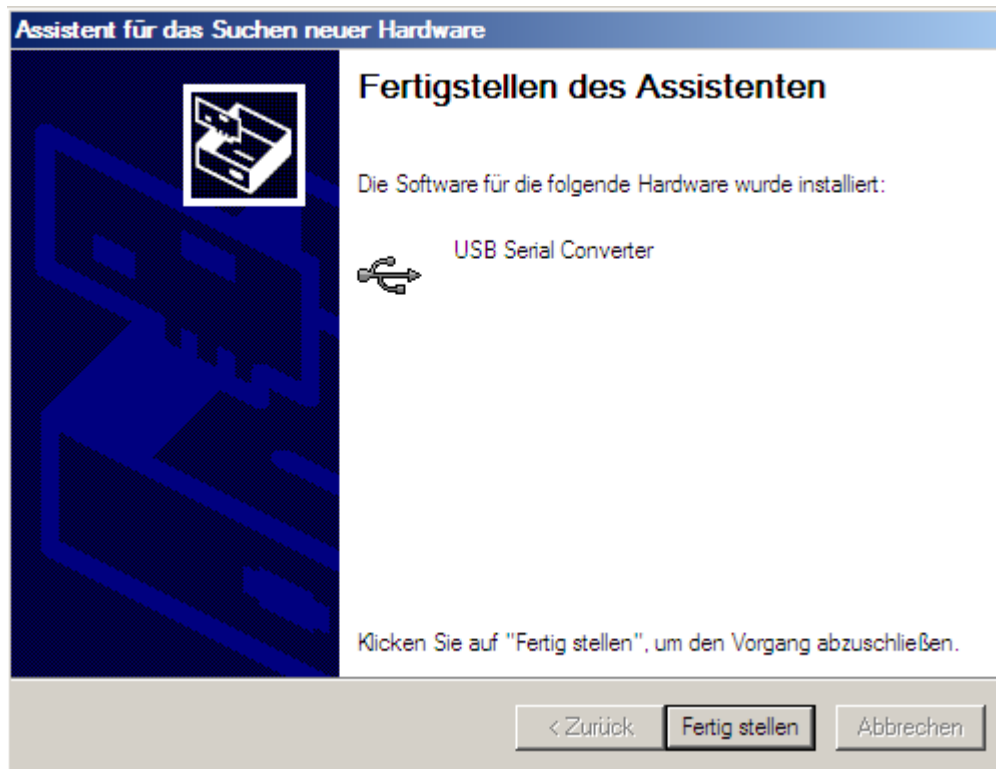 Assistent für das Suchen neuer Hardware
Fertigstellen des Assistenten
Die Software für die folgende Hardware wurde installiert:
USB Serial Converter
Klicken Sie auf "Fertig stellen", um den Vorgang abzuschließen.
< Zurück Fertig stellen Abbrechen